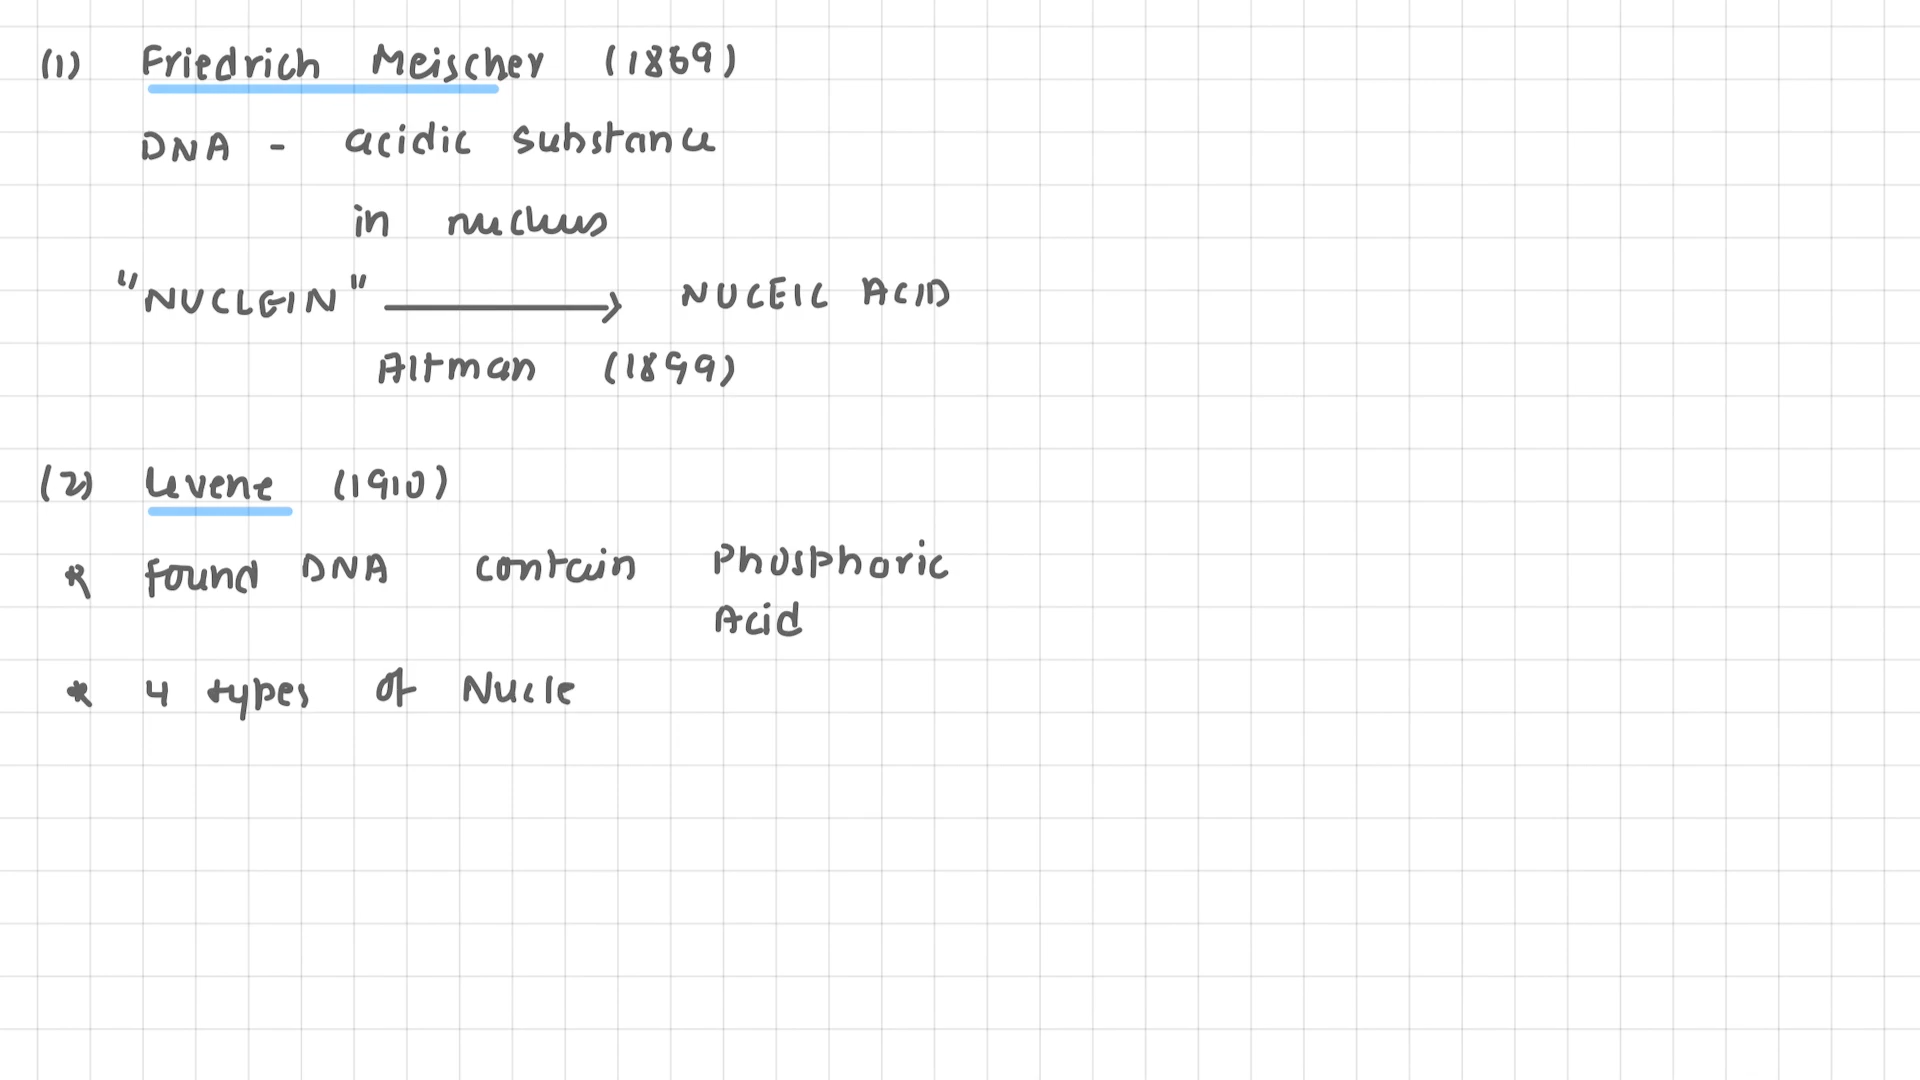 (1) Friedrich Meischer (1869)
DNA - acidic substance
in nucleus
"NUCLEIN" → NUCEIC ACID
Altman (1899)
(2) Levene (1910)
* found DNA contain Phosphoric
Acid
* 4 types of Nucle